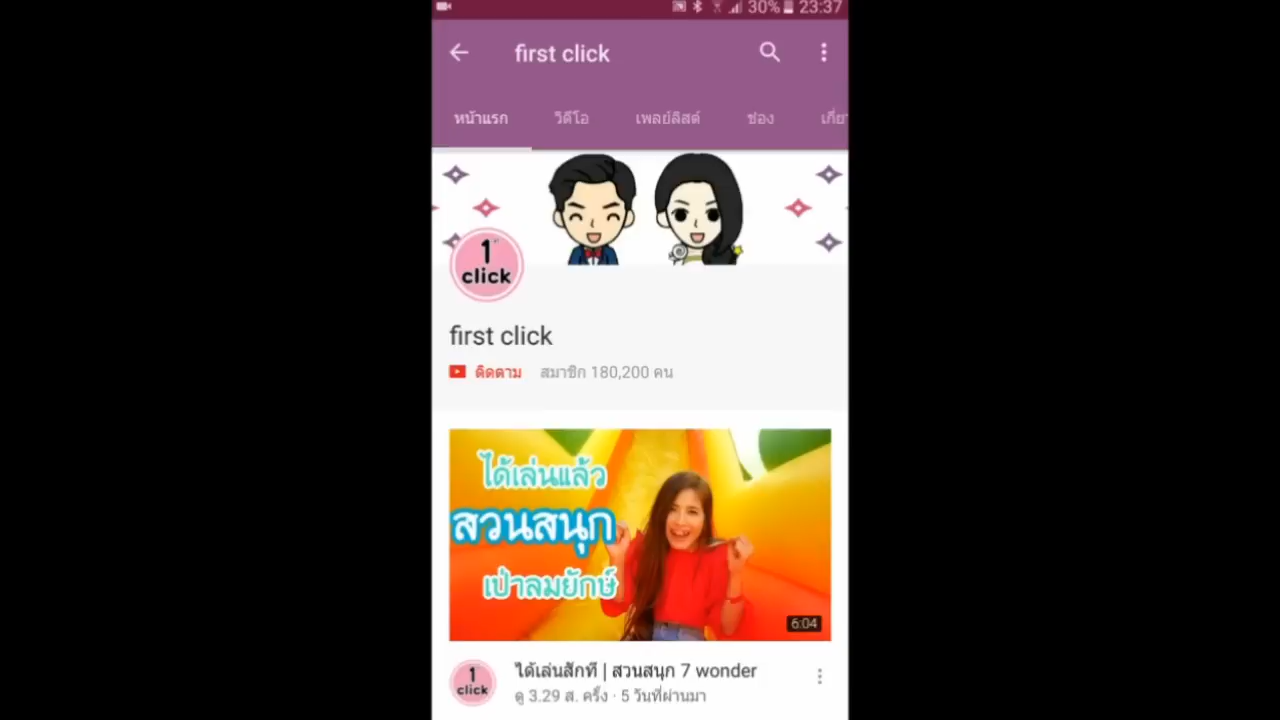 30% 23:37
first click
หน้าแรก วิดีโอ เพลย์ลิสต์ ช่อง เกี่ย
1
click
first click
ติดตาม สมาชิก 180,200 คน
ได้เล่นแล้ว
สวนสนุก
เป่าลมยักษ์
6:04
1
click
ได้เล่นสักที | สวนสนุก 7 wonder
ดู 3.29 ส. ครั้ง · 5 วันที่ผ่านมา